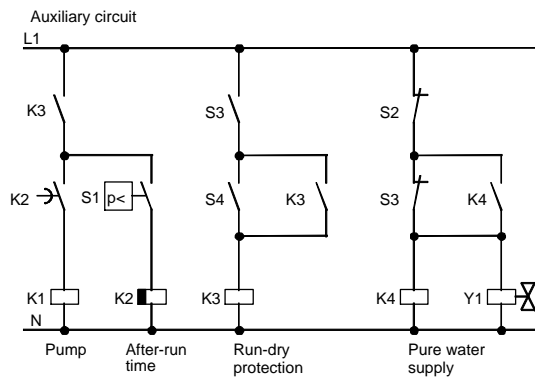 Auxiliary circuit
L1
K3 S3 S2
K2 S1 p< S4 K3 S3 K4
K1 K2 K3 K4 Y1
N
Pump After-run time Run-dry protection Pure water supply